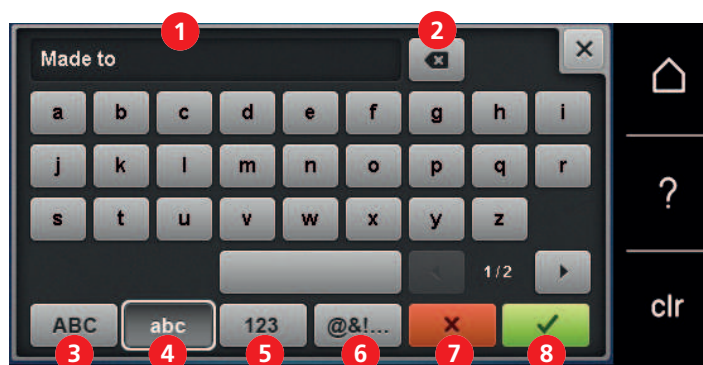 1 2
Made to
a b c d e f g h i
j k l m n o p q r
?
s t u v w x y z
1/2
clr
ABC abc 123 @&!...
3 4 5 6 7 8